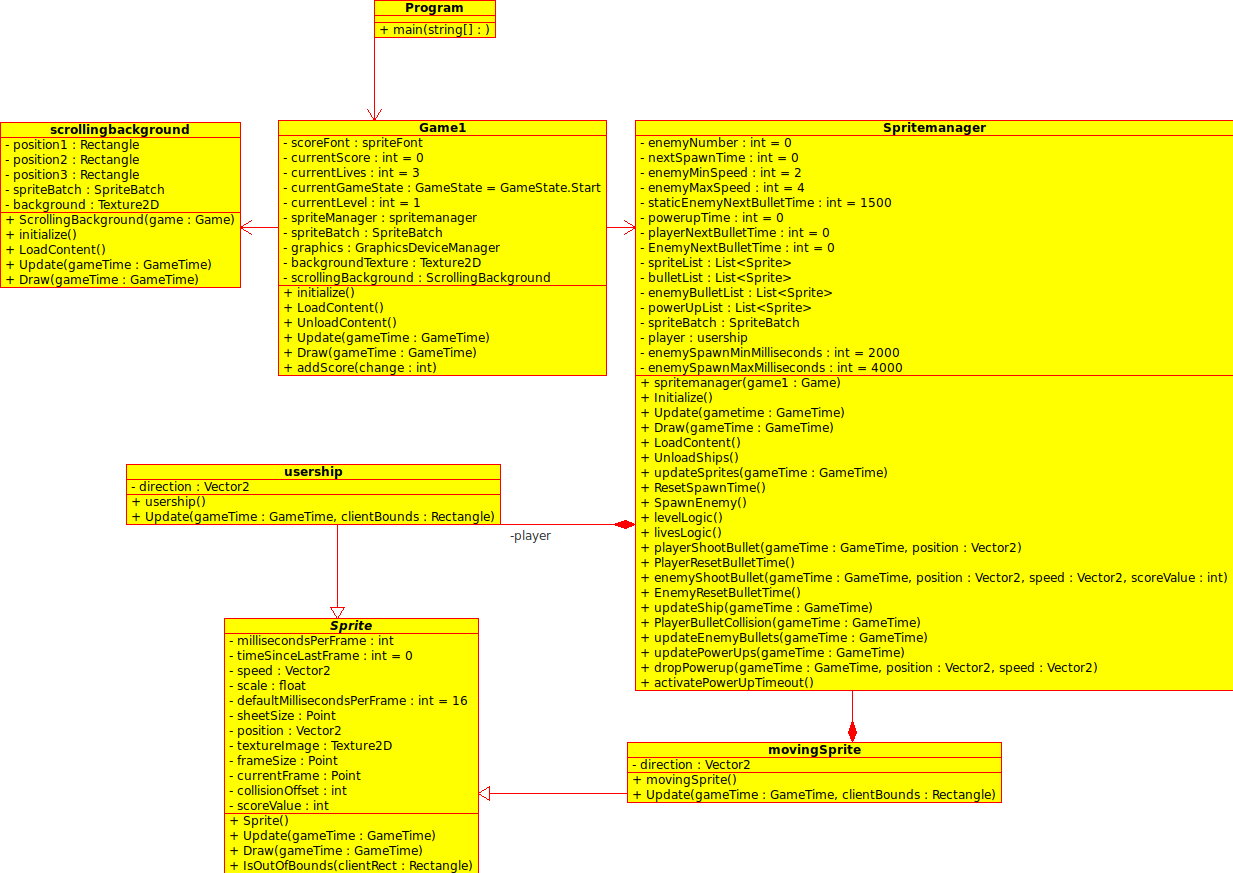 Program
+ main(string[] : )
scrollingbackground
- position1 : Rectangle
- position2 : Rectangle
- position3 : Rectangle
- spriteBatch : SpriteBatch
- background : Texture2D
+ ScrollingBackground(game : Game)
+ initialize()
+ LoadContent()
+ Update(gameTime : GameTime)
+ Draw(gameTime : GameTime)
Game1
- scoreFont : spriteFont
- currentScore : int = 0
- currentLives : int = 3
- currentGameState : GameState = GameState.Start
- currentLevel : int = 1
- spriteManager : spritemanager
- spriteBatch : SpriteBatch
- graphics : GraphicsDeviceManager
- backgroundTexture : Texture2D
- scrollingBackground : ScrollingBackground
+ initialize()
+ LoadContent()
+ UnloadContent()
+ Update(gameTime : GameTime)
+ Draw(gameTime : GameTime)
+ addScore(change : int)
Spritemanager
- enemyNumber : int = 0
- nextSpawnTime : int = 0
- enemyMinSpeed : int = 2
- enemyMaxSpeed : int = 4
- staticEnemyNextBulletTime : int = 1500
- powerupTime : int = 0
- playerNextBulletTime : int = 0
- EnemyNextBulletTime : int = 0
- spriteList : List<Sprite>
- bulletList : List<Sprite>
- enemyBulletList : List<Sprite>
- powerUpList : List<Sprite>
- spriteBatch : SpriteBatch
- player : usership
- enemySpawnMinMilliseconds : int = 2000
- enemySpawnMaxMilliseconds : int = 4000
+ spritemanager(game1 : Game)
+ Initialize()
+ Update(gametime : GameTime)
+ Draw(gameTime : GameTime)
+ LoadContent()
+ UnloadShips()
+ updateSprites(gameTime : GameTime)
+ ResetSpawnTime()
+ SpawnEnemy()
+ levelLogic()
+ livesLogic()
+ playerShootBullet(gameTime : GameTime, position : Vector2)
+ PlayerResetBulletTime()
+ enemyShootBullet(gameTime : GameTime, position : Vector2, speed : Vector2, scoreValue : int)
+ EnemyResetBulletTime()
+ updateShip(gameTime : GameTime)
+ PlayerBulletCollision(gameTime : GameTime)
+ updateEnemyBullets(gameTime : GameTime)
+ updatePowerUps(gameTime : GameTime)
+ dropPowerup(gameTime : GameTime, position : Vector2, speed : Vector2)
+ activatePowerUpTimeout()
usership
- direction : Vector2
+ usership()
+ Update(gameTime : GameTime, clientBounds : Rectangle)
-player
Sprite
- millisecondsPerFrame : int
- timeSinceLastFrame : int = 0
- speed : Vector2
- scale : float
- defaultMillisecondsPerFrame : int = 16
- sheetSize : Point
- position : Vector2
- textureImage : Texture2D
- frameSize : Point
- currentFrame : Point
- collisionOffset : int
- scoreValue : int
+ Sprite()
+ Update(gameTime : GameTime)
+ Draw(gameTime : GameTime)
+ IsOutOfBounds(clientRect : Rectangle)
movingSprite
- direction : Vector2
+ movingSprite()
+ Update(gameTime : GameTime, clientBounds : Rectangle)